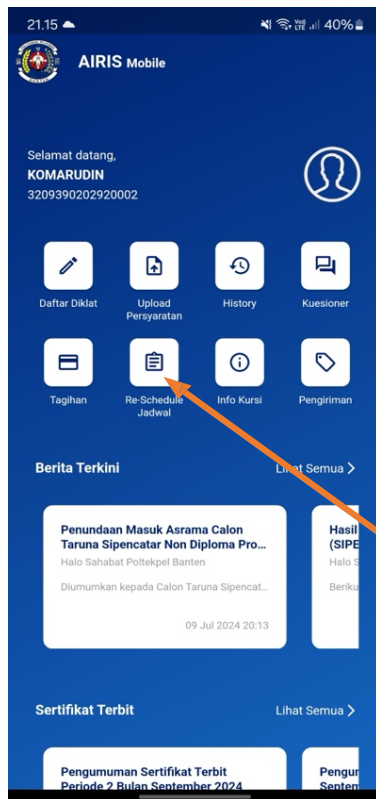 21.15 40%
AIRIS Mobile
Selamat datang,
KOMARUDIN
3209390202920002
Daftar Diklat
Upload
Persyaratan
History
Kuesioner
Tagihan
Re-Schedule
Jadwal
Info Kursi
Pengiriman
Berita Terkini
Lihat Semua
Penundaan Masuk Asrama Calon
Taruna Sipencatar Non Diploma Pro...
Halo Sahabat Poltekpel Banten
Diumumkan kepada Calon Taruna Sipencat...
09 Jul 2024 20:13
Hasil
(SIPE
Halo S
Beriku
Sertifikat Terbit
Lihat Semua
Pengumuman Sertifikat Terbit
Periode 2 Bulan September 2024
Pengur
Septem